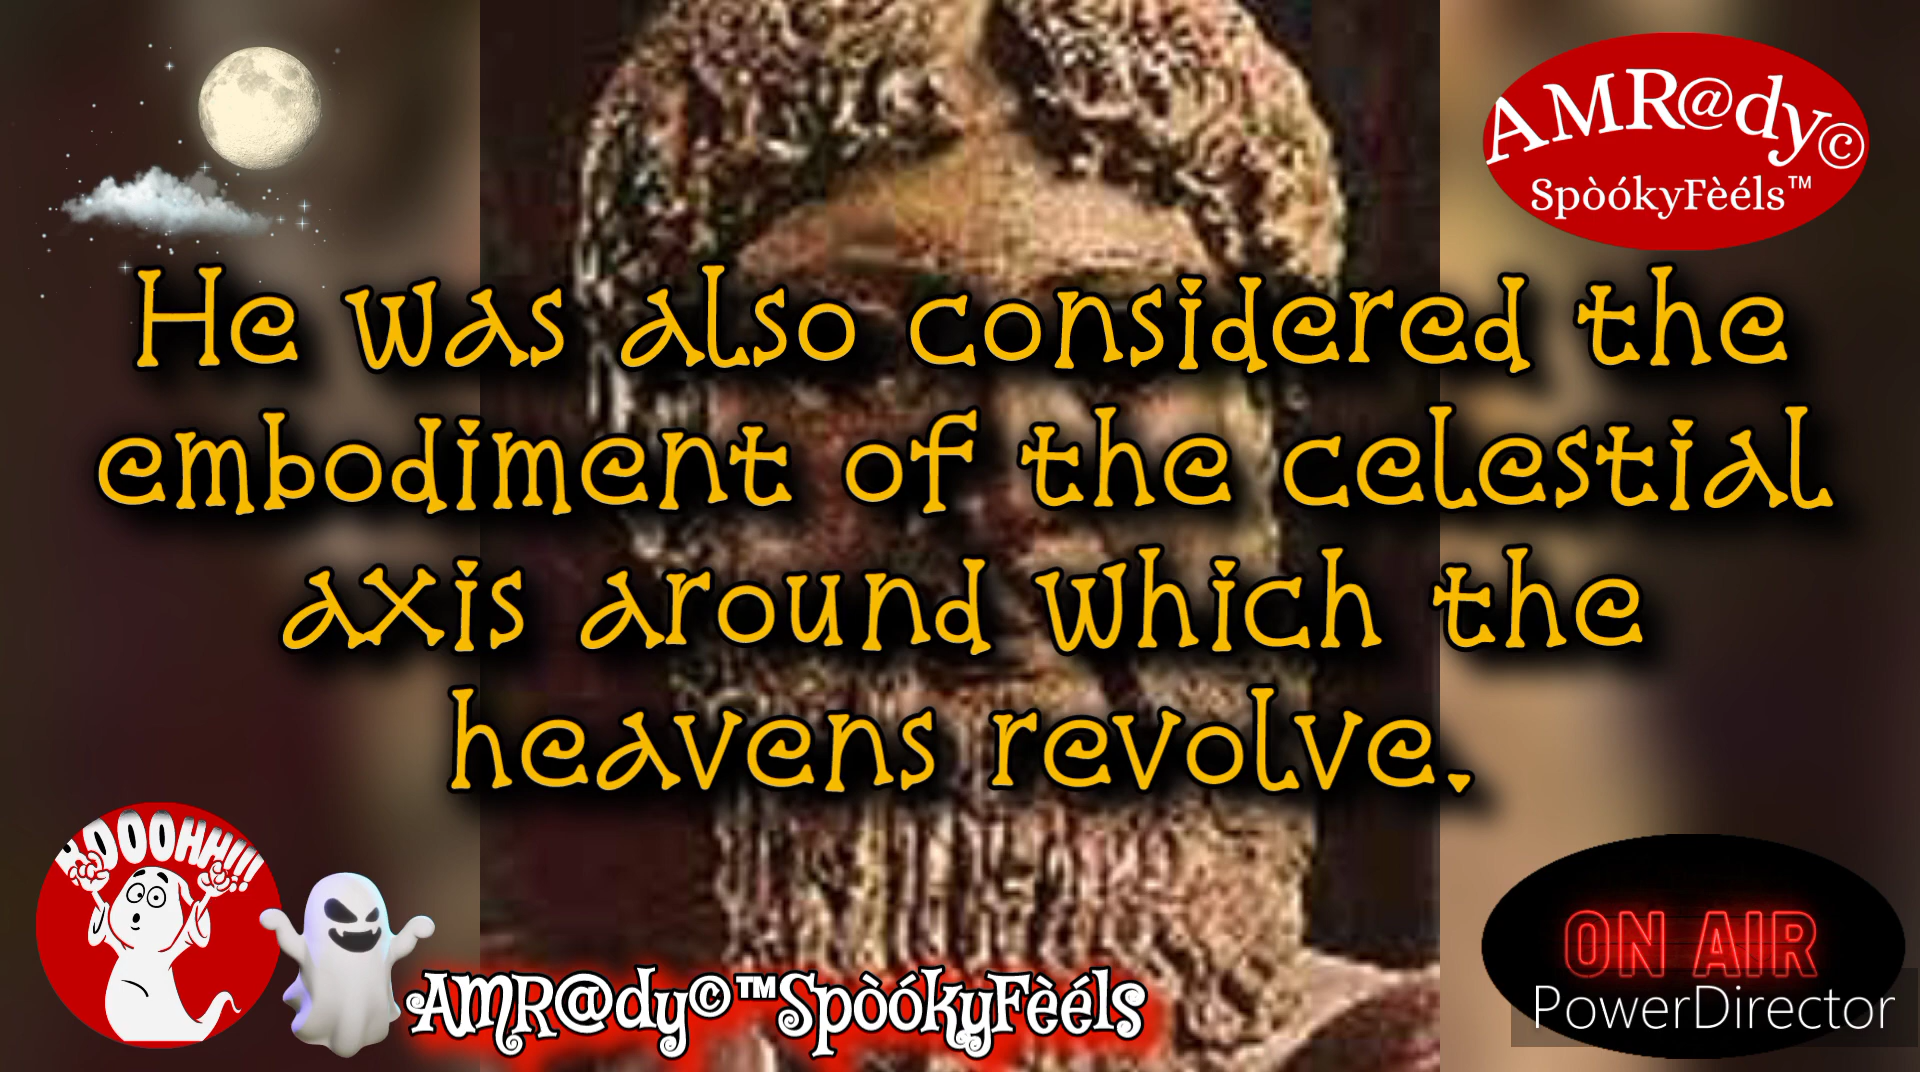 AMR@dy©
SpòókyFèéls™
He was also considered the
embodiment of the celestial
axis around which the
heavens revolve.
AMR@dy©™SpòókyFèéls
ON AIR
PowerDirector